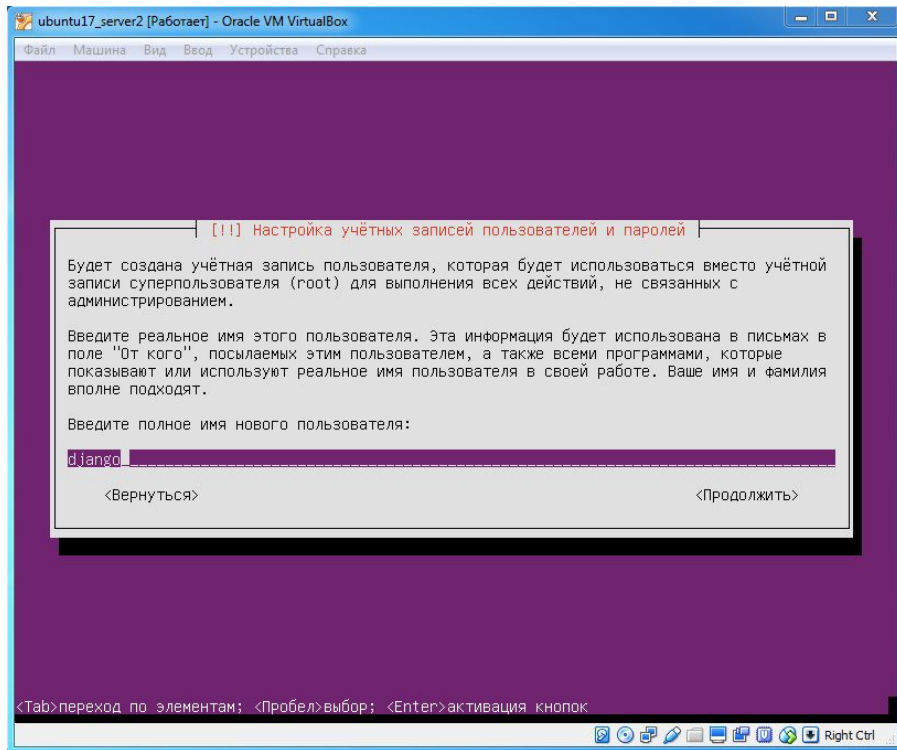 ubuntu17_server2 [Работает] - Oracle VM VirtualBox
Файл Машина Вид Ввод Устройства Справка
[!!] Настройка учётных записей пользователей и паролей
Будет создана учётная запись пользователя, которая будет использоваться вместо учётной
записи суперпользователя (root) для выполнения всех действий, не связанных с
администрированием.
Введите реальное имя этого пользователя. Эта информация будет использована в письмах в
поле "От кого", посылаемых этим пользователем, а также всеми программами, которые
показывают или используют реальное имя пользователя в своей работе. Ваше имя и фамилия
вполне подходят.
Введите полное имя нового пользователя:
django
<Вернуться> <Продолжить>
<Tab>переход по элементам; <Пробел>выбор; <Enter>активация кнопок
Right Ctrl